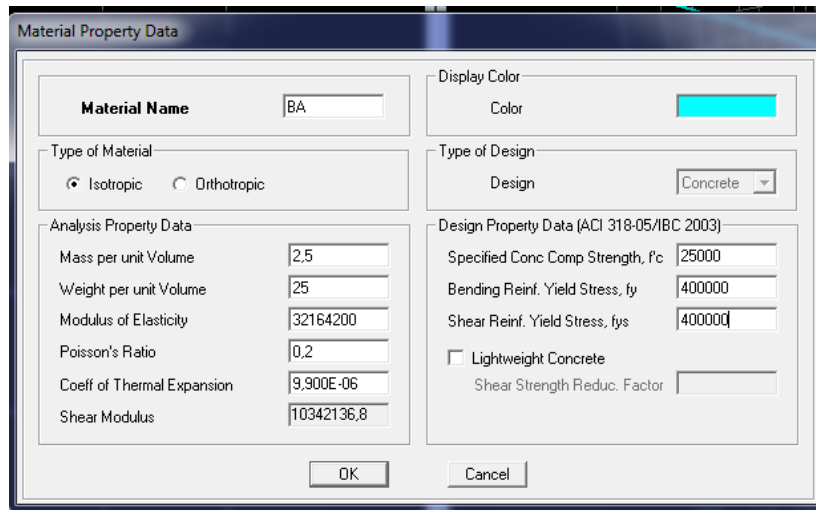 Material Property Data
Material Name BA
Display Color
Color
Type of Material
Isotropic Orthotropic
Type of Design
Design Concrete
Analysis Property Data
Mass per unit Volume 2,5
Weight per unit Volume 25
Modulus of Elasticity 32164200
Poisson's Ratio 0,2
Coeff of Thermal Expansion 9,900E-06
Shear Modulus 10342136,8
Design Property Data (ACI 318-05/IBC 2003)
Specified Conc Comp Strength, f'c 25000
Bending Reinf. Yield Stress, fy 400000
Shear Reinf. Yield Stress, fys 400000
Lightweight Concrete
Shear Strength Reduc. Factor
OK Cancel